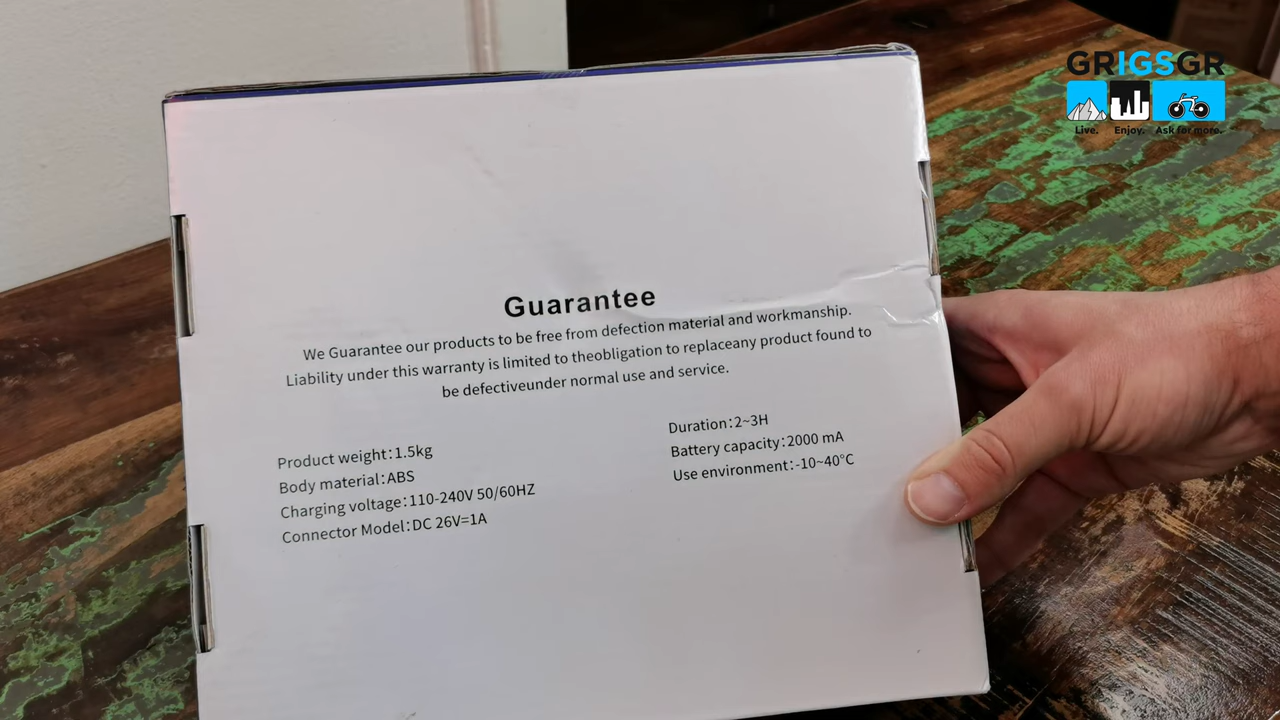 GRIGSGR
Live. Enjoy. Ask for more.
Guarantee
We Guarantee our products to be free from defection material and workmanship.
Liability under this warranty is limited to theobligation to replaceany product found to
be defectiveunder normal use and service.
Product weight:1.5kg
Body material:ABS
Charging voltage:110-240V 50/60HZ
Connector Model:DC 26V=1A
Duration:2~3H
Battery capacity:2000 mA
Use environment:-10~40°C